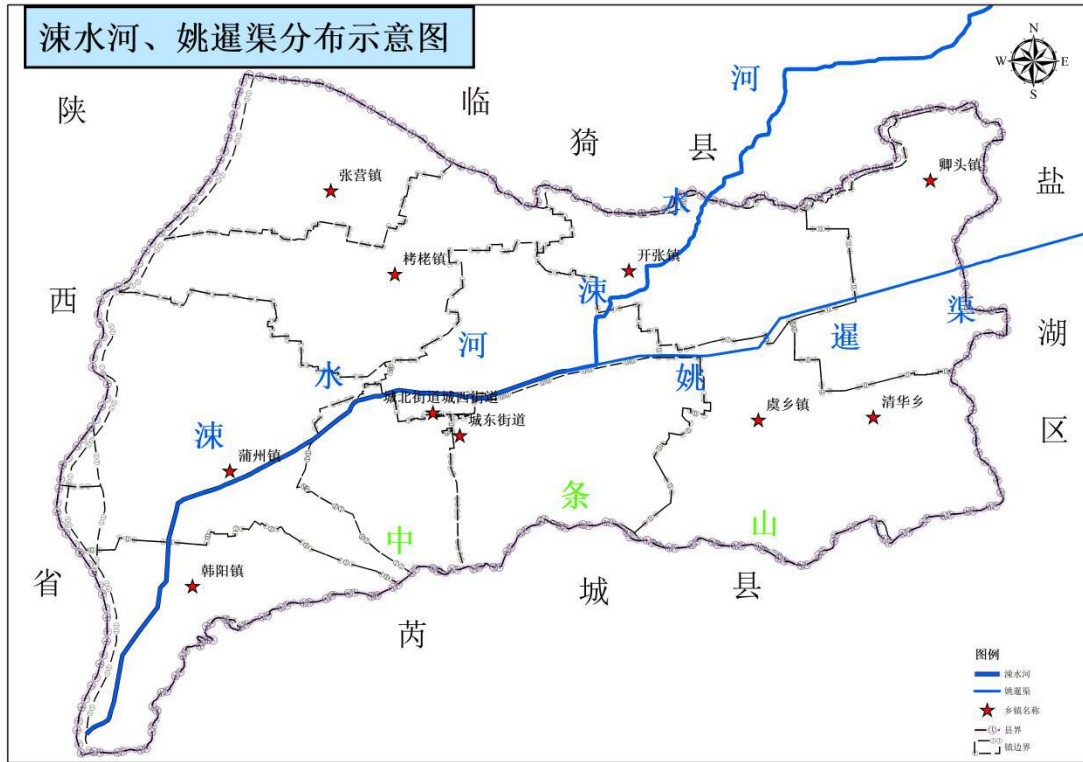 涑水河、姚暹渠分布示意图
N
W
E
S
陕西省
临猗县
盐湖区
芮城县
涑水河
涑水河
姚暹渠
中条山
张营镇
卿头镇
栲栳镇
开张镇
城北街道城西街道
城东街道
虞乡镇
清华乡
蒲州镇
韩阳镇
图例
涑水河
姚暹渠
乡镇名称
县界
镇边界